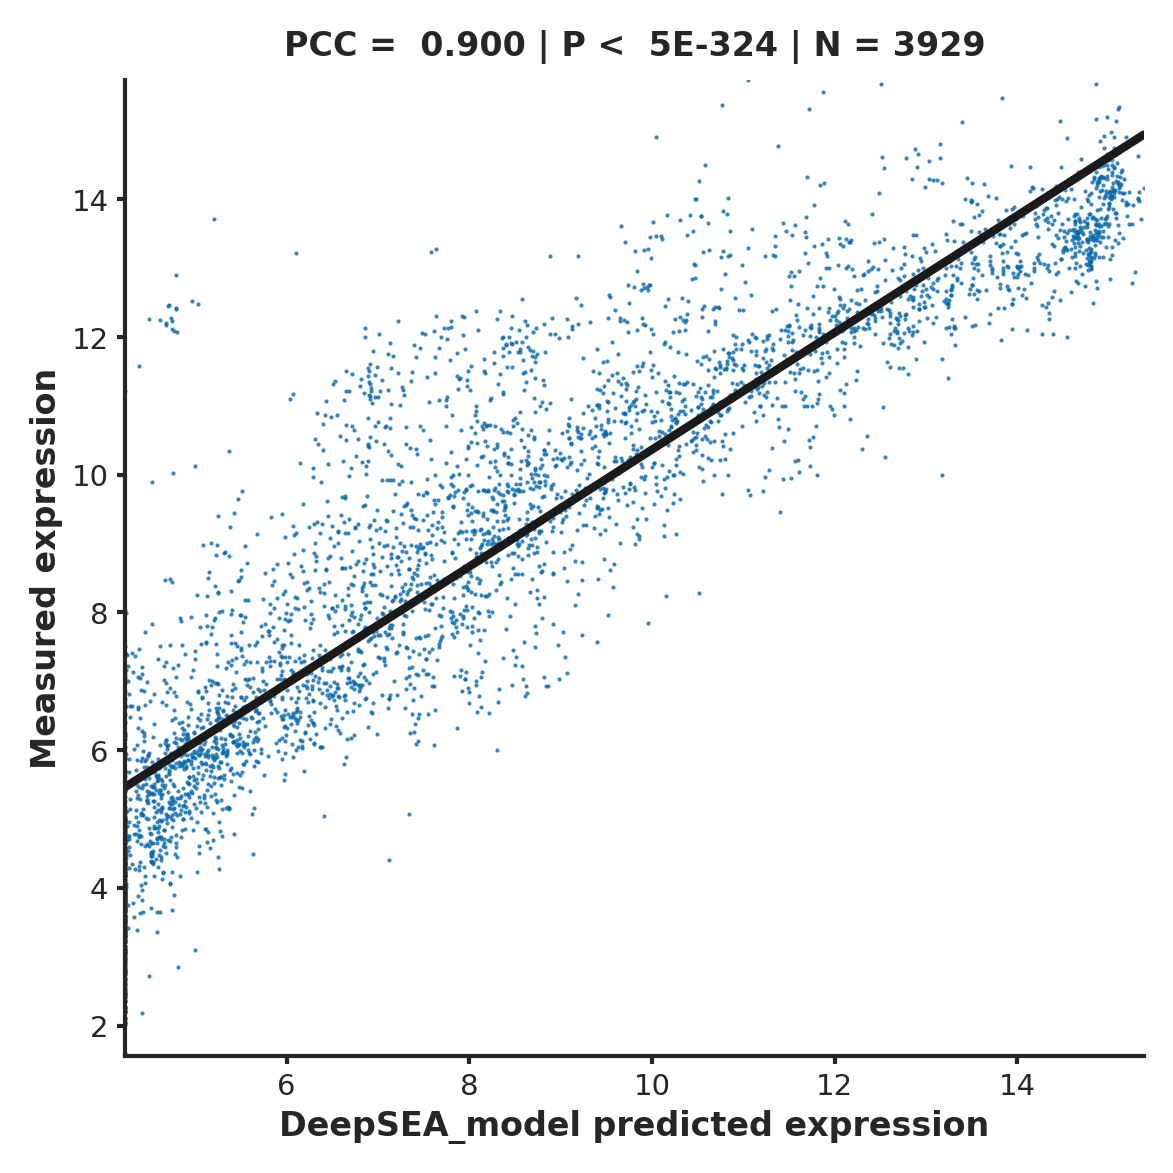 PCC =  0.900 | P <  5E-324 | N = 3929
Measured expression
14
12
10
8
6
4
2
6 8 10 12 14
DeepSEA_model predicted expression